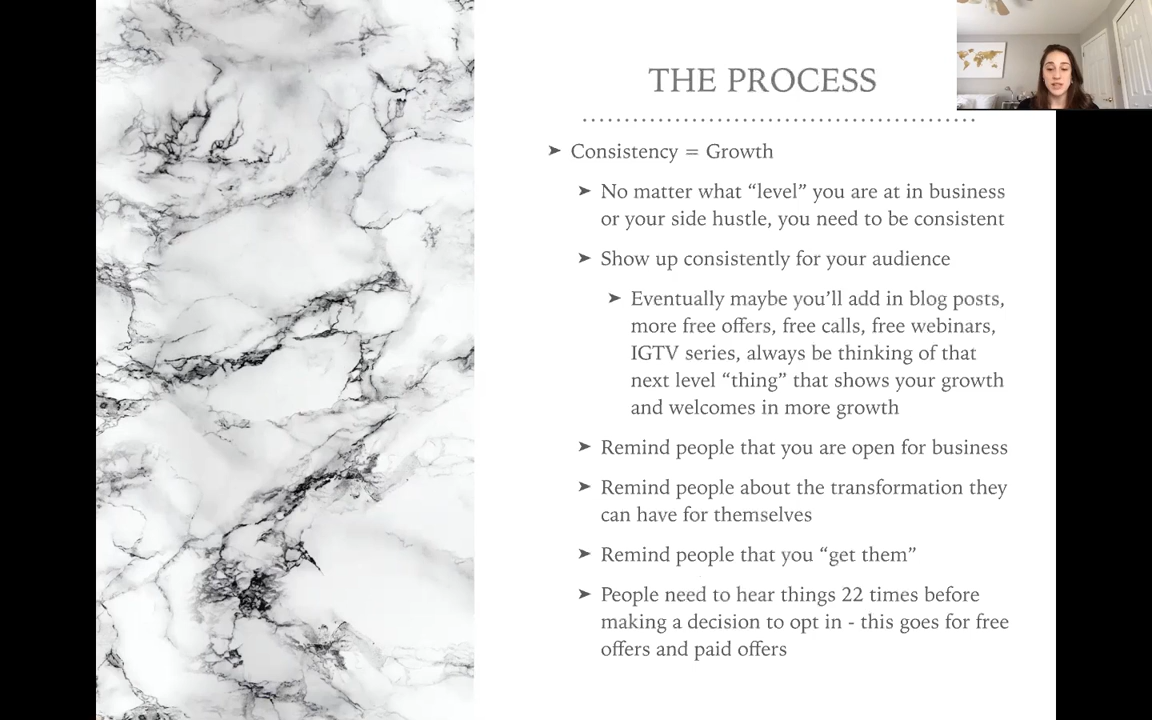 THE PROCESS
➤ Consistency = Growth
➤ No matter what “level” you are at in business
or your side hustle, you need to be consistent
➤ Show up consistently for your audience
➤ Eventually maybe you’ll add in blog posts,
more free offers, free calls, free webinars,
IGTV series, always be thinking of that
next level “thing” that shows your growth
and welcomes in more growth
➤ Remind people that you are open for business
➤ Remind people about the transformation they
can have for themselves
➤ Remind people that you “get them”
➤ People need to hear things 22 times before
making a decision to opt in - this goes for free
offers and paid offers